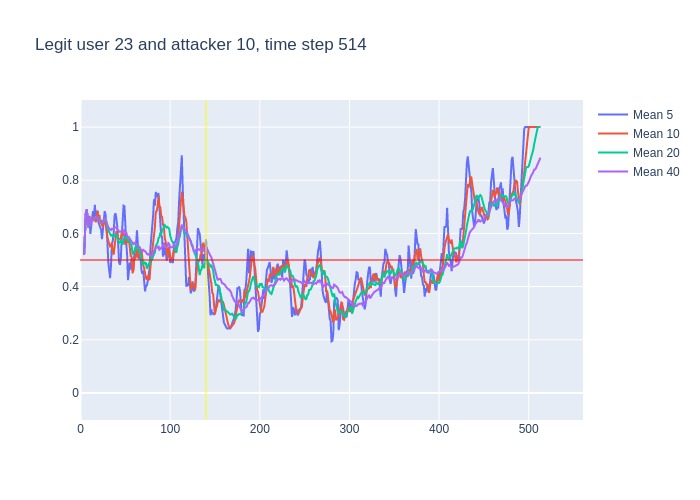 Legit user 23 and attacker 10, time step 514
Mean 5
Mean 10
Mean 20
Mean 40
1
0.8
0.6
0.4
0.2
0
0 100 200 300 400 500